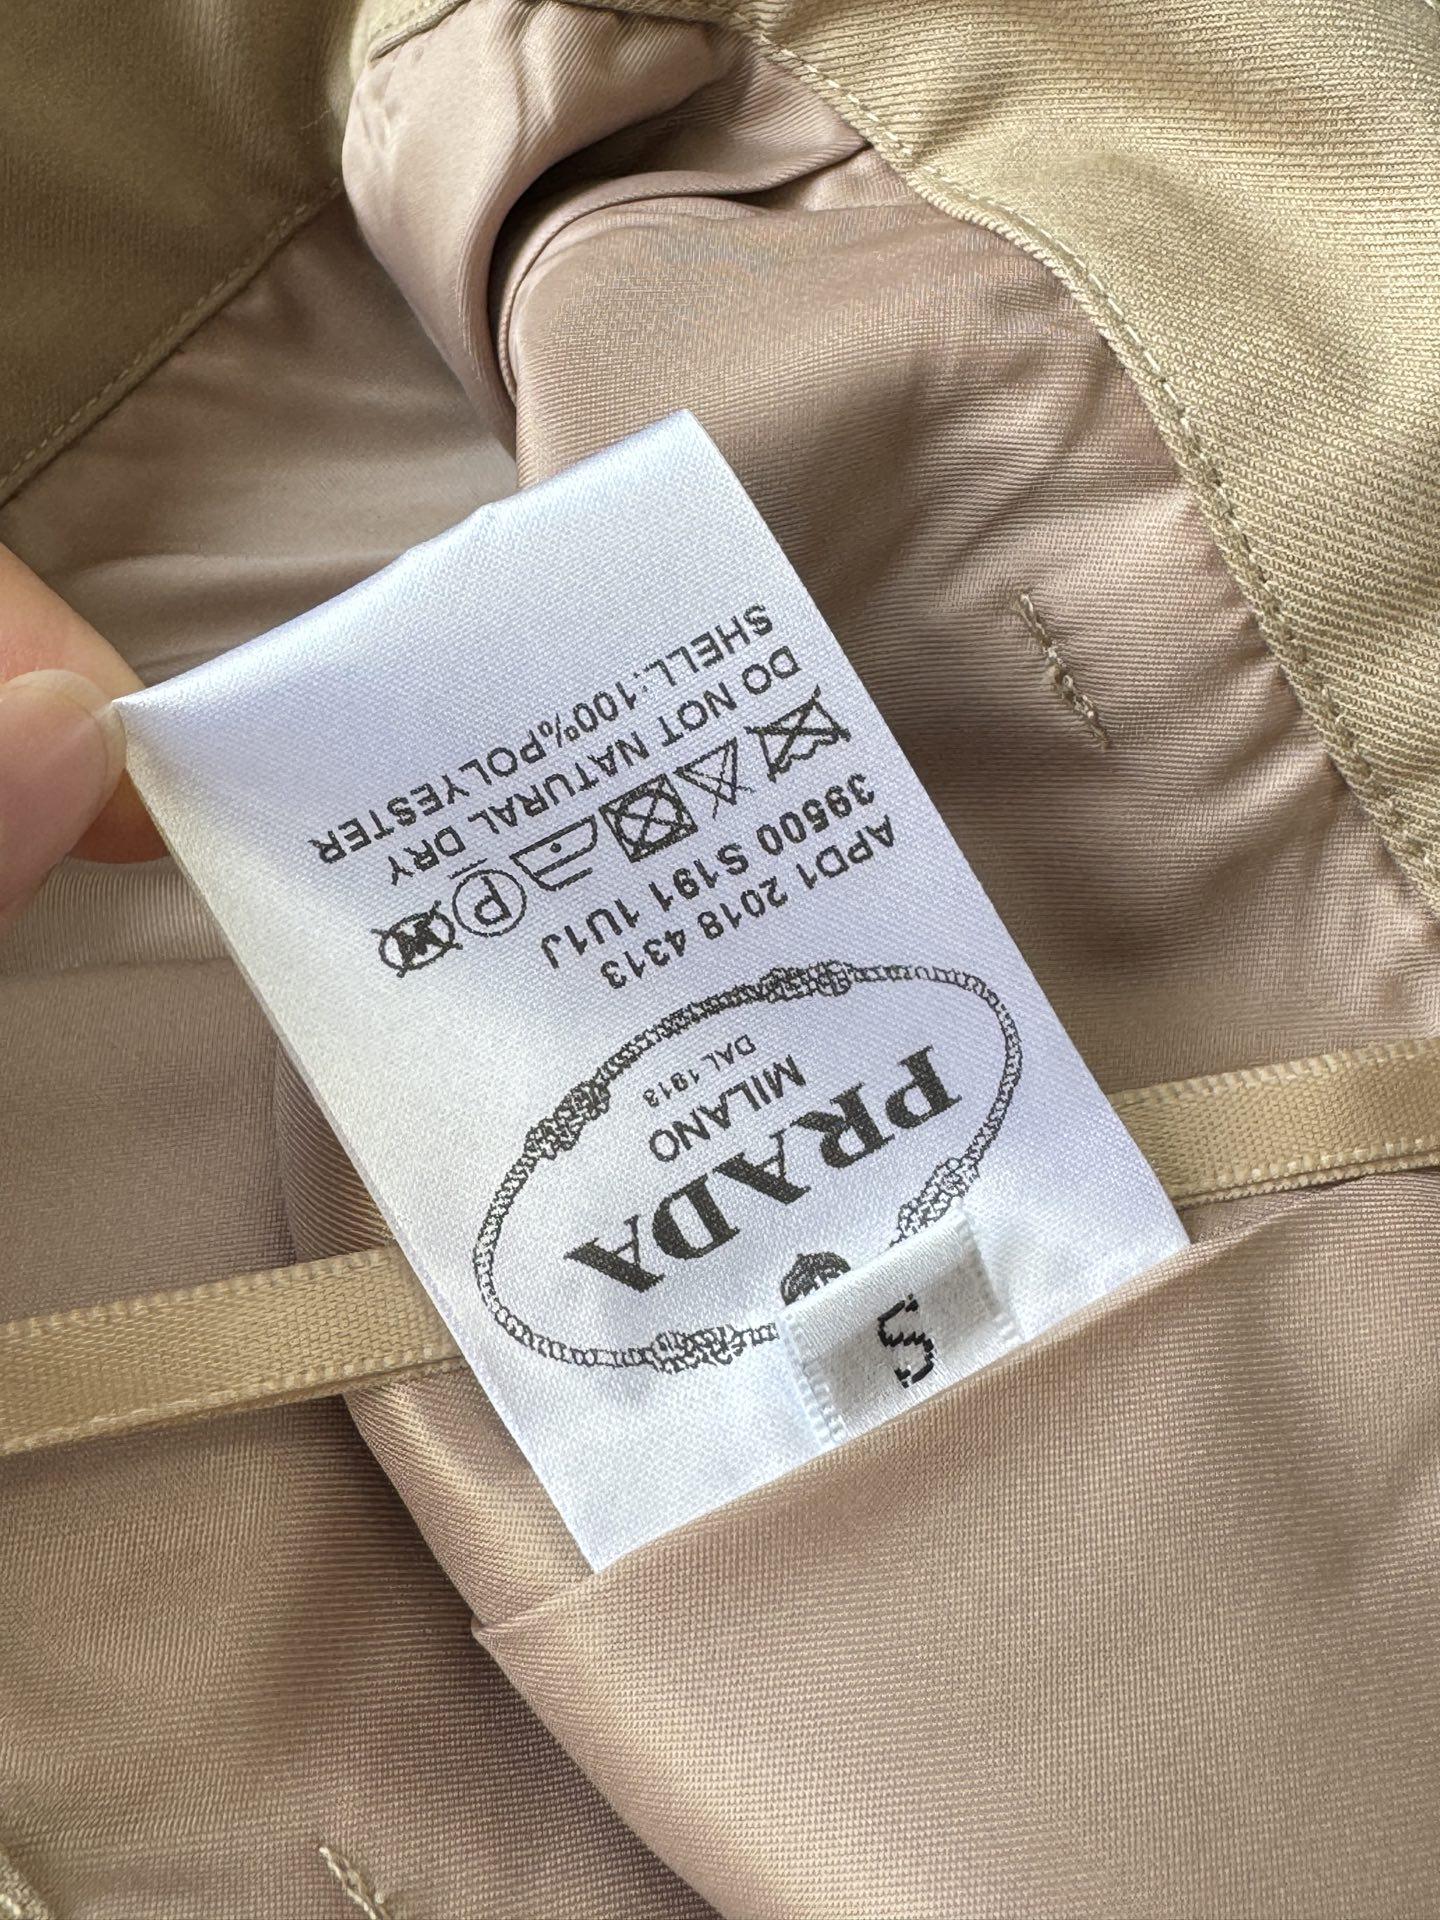 S
PRADA
MILANO
DAL 1913
APD1 2018 4313
39500 S191 1U1J
P W
DO NOT NATURAL DRY
SHELL:100%POLYESTER